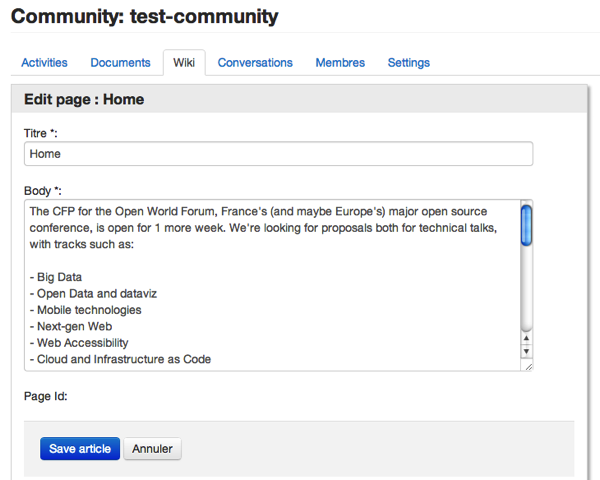 Community: test-community
Activities Documents Wiki Conversations Membres Settings
Edit page : Home
Titre *:
Home
Body *:
The CFP for the Open World Forum, France's (and maybe Europe's) major open source
conference, is open for 1 more week. We're looking for proposals both for technical talks,
with tracks such as:
- Big Data
- Open Data and dataviz
- Mobile technologies
- Next-gen Web
- Web Accessibility
- Cloud and Infrastructure as Code
Page Id:
Save article Annuler